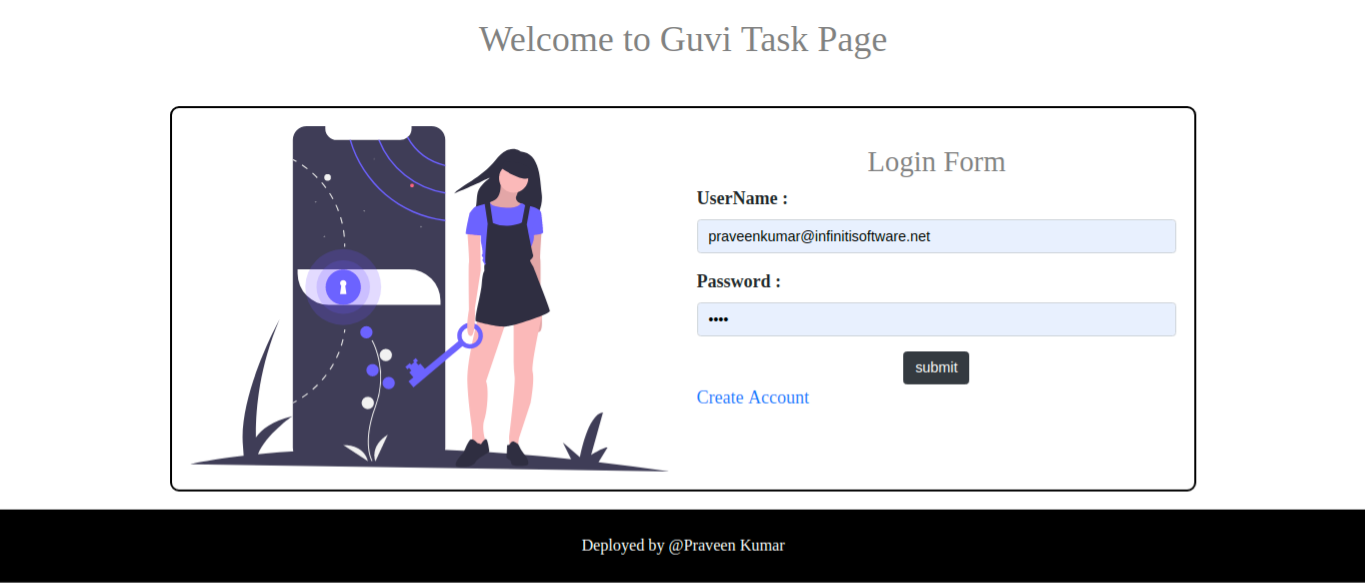 Welcome to Guvi Task Page
Login Form
UserName :
praveenkumar@infinitisoftware.net
Password :
••••
submit
Create Account
Deployed by @Praveen Kumar